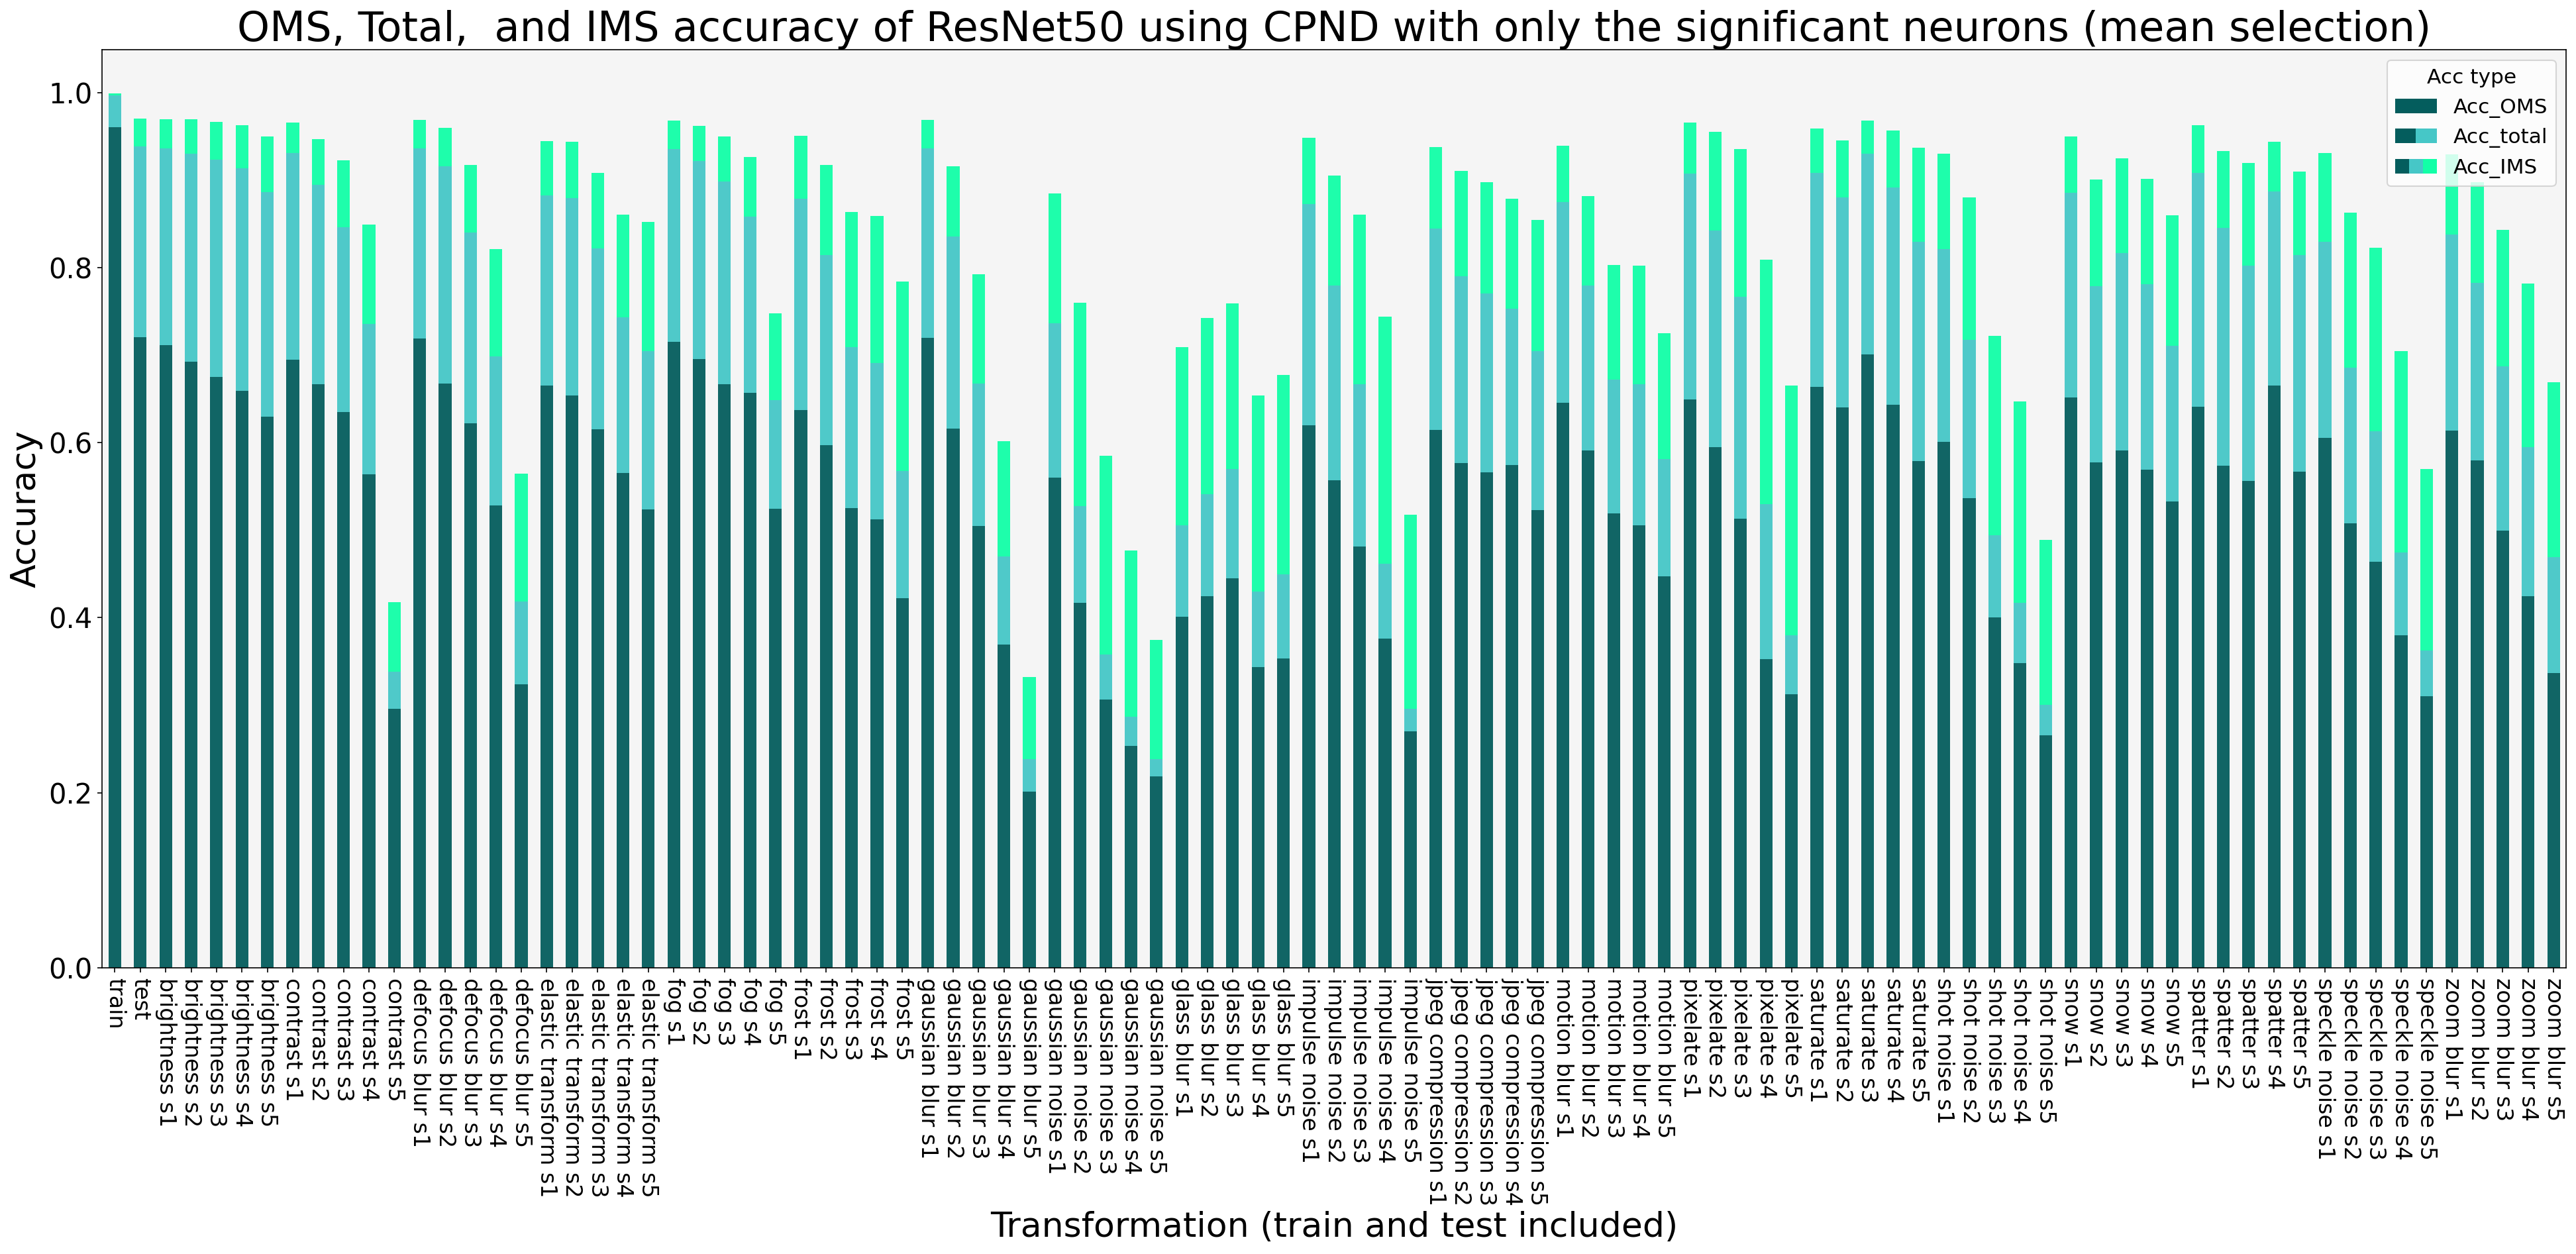 OMS, Total,  and IMS accuracy of ResNet50 using CPND with only the significant neurons (mean selection)
Acc type
Acc_OMS
Acc_total
Acc_IMS
Accuracy
1.0
0.8
0.6
0.4
0.2
0.0
train
test
brightness s1
brightness s2
brightness s3
brightness s4
brightness s5
contrast s1
contrast s2
contrast s3
contrast s4
contrast s5
defocus blur s1
defocus blur s2
defocus blur s3
defocus blur s4
defocus blur s5
elastic transform s1
elastic transform s2
elastic transform s3
elastic transform s4
elastic transform s5
fog s1
fog s2
fog s3
fog s4
fog s5
frost s1
frost s2
frost s3
frost s4
frost s5
gaussian blur s1
gaussian blur s2
gaussian blur s3
gaussian blur s4
gaussian blur s5
gaussian noise s1
gaussian noise s2
gaussian noise s3
gaussian noise s4
gaussian noise s5
glass blur s1
glass blur s2
glass blur s3
glass blur s4
glass blur s5
impulse noise s1
impulse noise s2
impulse noise s3
impulse noise s4
impulse noise s5
jpeg compression s1
jpeg compression s2
jpeg compression s3
jpeg compression s4
jpeg compression s5
motion blur s1
motion blur s2
motion blur s3
motion blur s4
motion blur s5
pixelate s1
pixelate s2
pixelate s3
pixelate s4
pixelate s5
saturate s1
saturate s2
saturate s3
saturate s4
saturate s5
shot noise s1
shot noise s2
shot noise s3
shot noise s4
shot noise s5
snow s1
snow s2
snow s3
snow s4
snow s5
spatter s1
spatter s2
spatter s3
spatter s4
spatter s5
speckle noise s1
speckle noise s2
speckle noise s3
speckle noise s4
speckle noise s5
zoom blur s1
zoom blur s2
zoom blur s3
zoom blur s4
zoom blur s5
Transformation (train and test included)